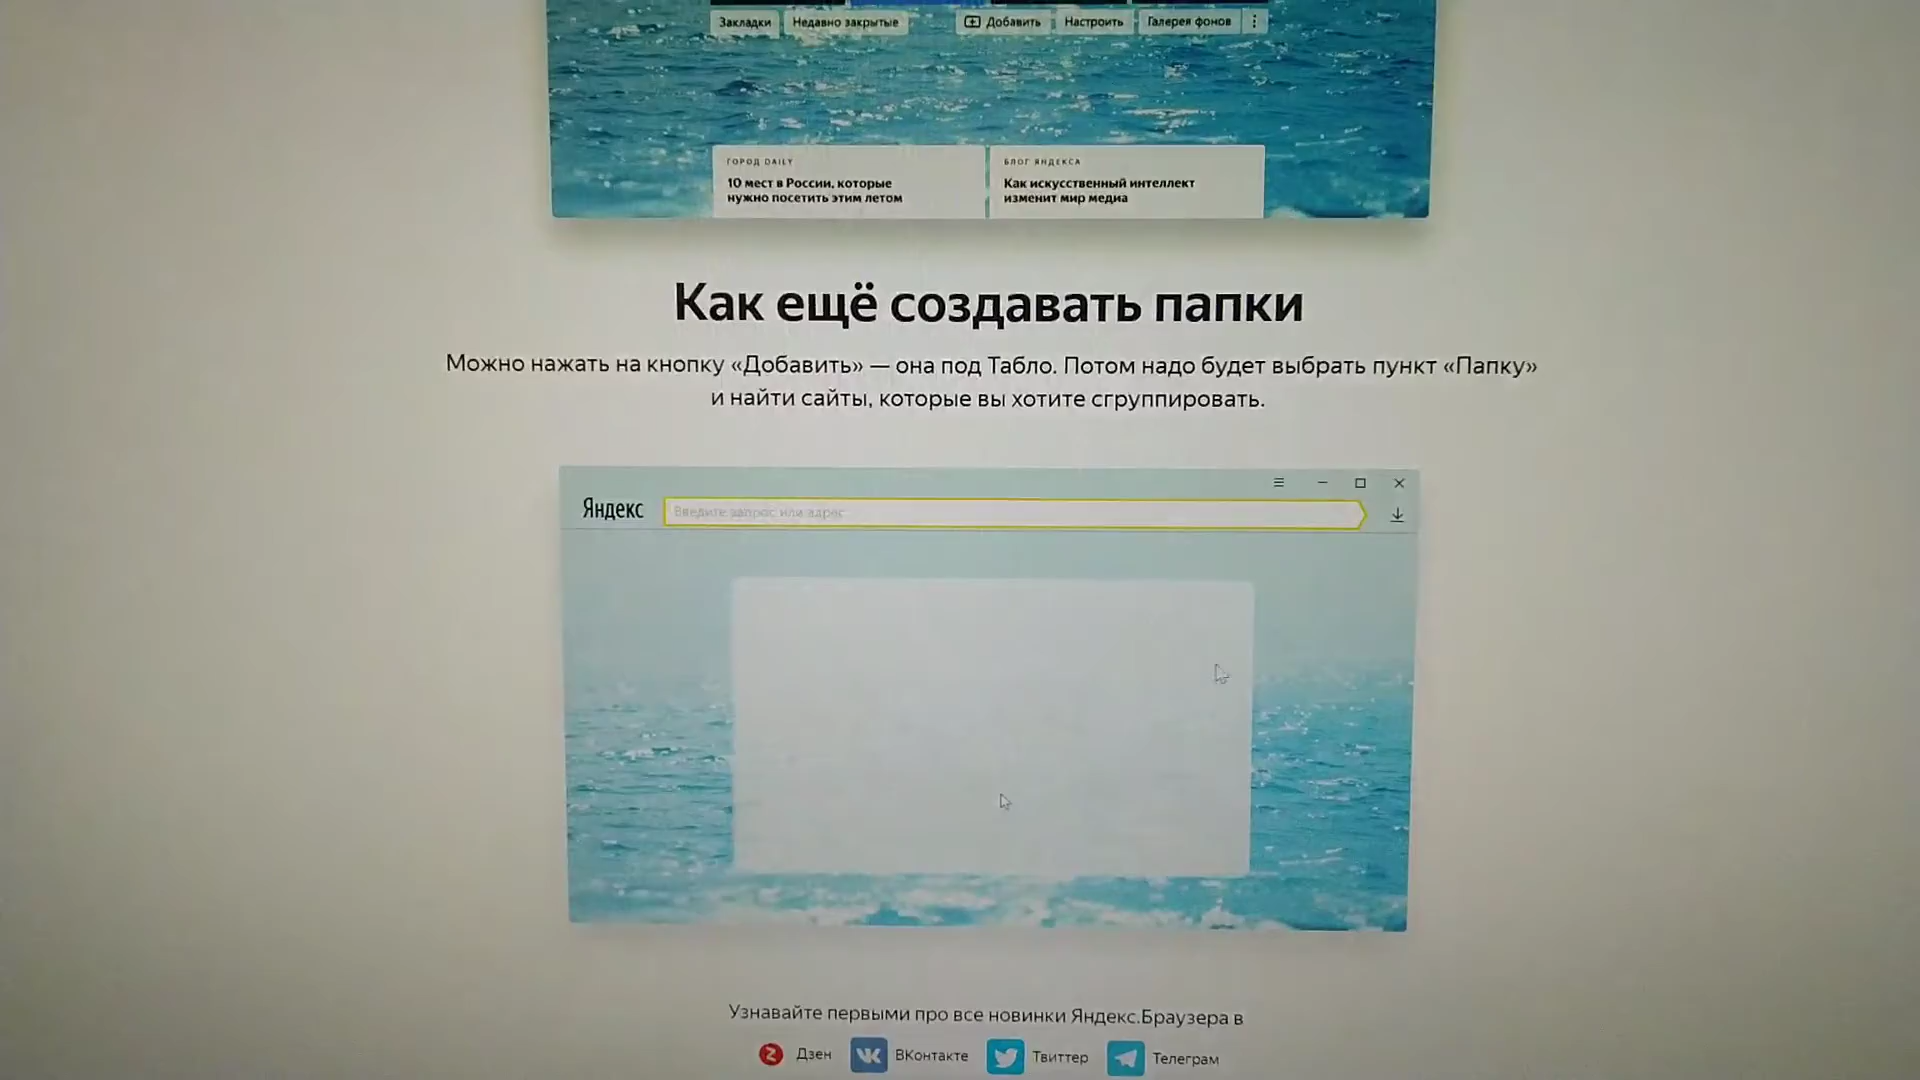 Закладки
Недавно закрытые
Добавить
Настроить
Галерея фонов
ГОРОД DAILY
10 мест в России, которые
нужно посетить этим летом
БЛОГ ЯНДЕКСА
Как искусственный интеллект
изменит мир медиа
Как ещё создавать папки
Можно нажать на кнопку «Добавить» — она под Табло. Потом надо будет выбрать пункт «Папку»
и найти сайты, которые вы хотите сгруппировать.
Яндекс
Введите запрос или адрес
Узнавайте первыми про все новинки Яндекс.Браузера в
Дзен
ВКонтакте
Твиттер
Телеграм